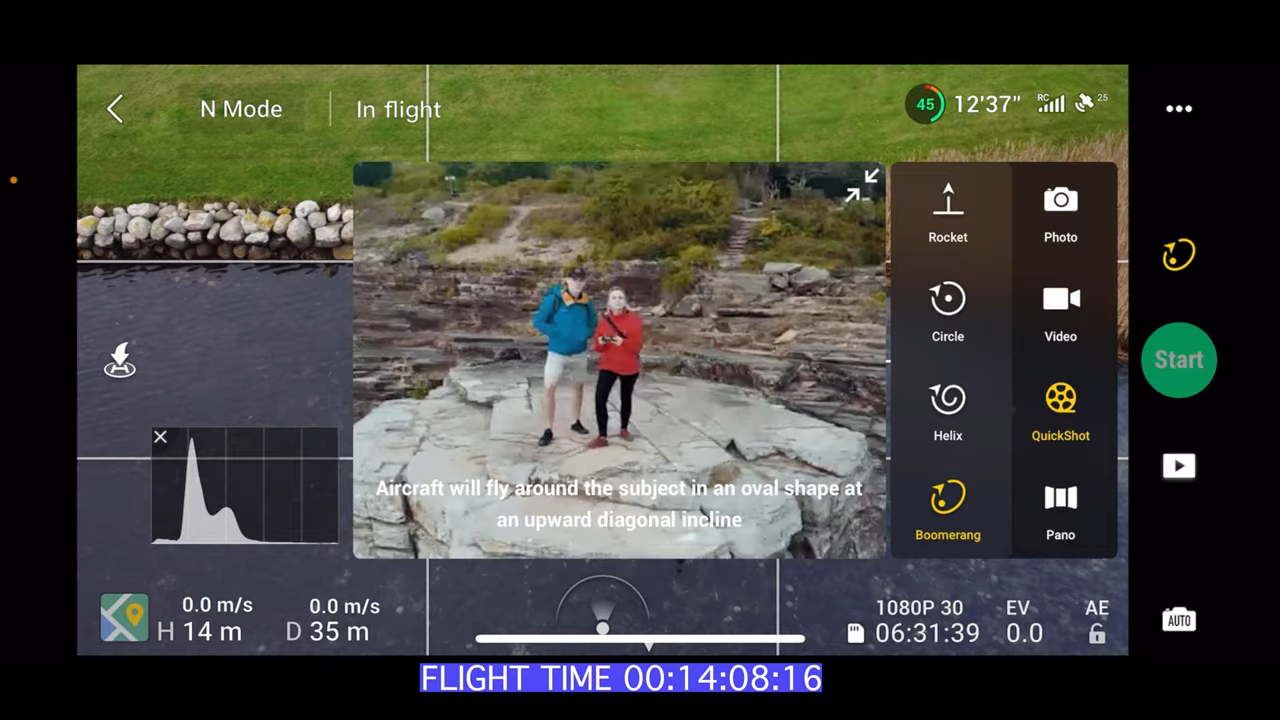 N Mode
In flight
45
12'37"
RC
25
Rocket
Photo
Circle
Video
Start
Helix
QuickShot
Aircraft will fly around the subject in an oval shape at
an upward diagonal incline
Boomerang
Pano
0.0 m/s
0.0 m/s
H 14 m
D 35 m
1080P 30
EV
AE
06:31:39
0.0
AUTO
FLIGHT TIME 00:14:08:16